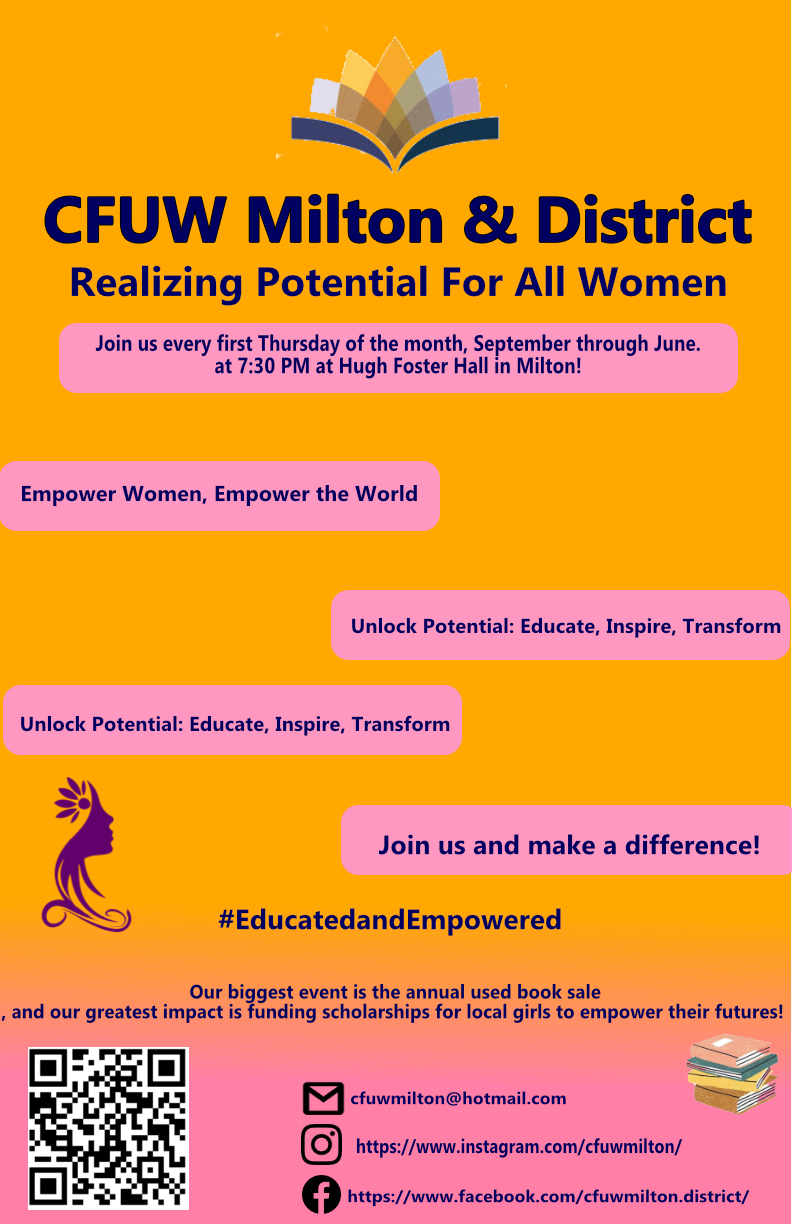 CFUW Milton & District
Realizing Potential For All Women
Join us every first Thursday of the month, September through June.
at 7:30 PM at Hugh Foster Hall in Milton!
Empower Women, Empower the World
Unlock Potential: Educate, Inspire, Transform
Unlock Potential: Educate, Inspire, Transform
Join us and make a difference!
#EducatedandEmpowered
Our biggest event is the annual used book sale
, and our greatest impact is funding scholarships for local girls to empower their futures!
cfuwmilton@hotmail.com
https://www.instagram.com/cfuwmilton/
https://www.facebook.com/cfuwmilton.district/